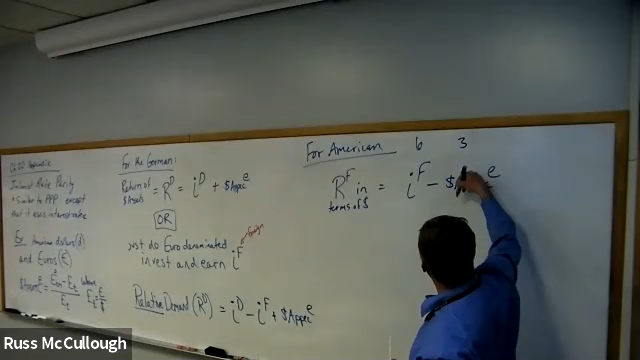 Interest Rate Parity
• Similar to PPP except
that it uses interest rates
Ex: American dollars ($)
and Euros (€)
For the German:
Return of $ Assets = R^D = i^D + $Appec^e
OR
just do Euro denominated
invest and earn i^F
Relative Demand (R^D) = i^D - i^F + $Appec^e
For American
6 3
R^F in terms of $ = i^F - $
e
Russ McCullough